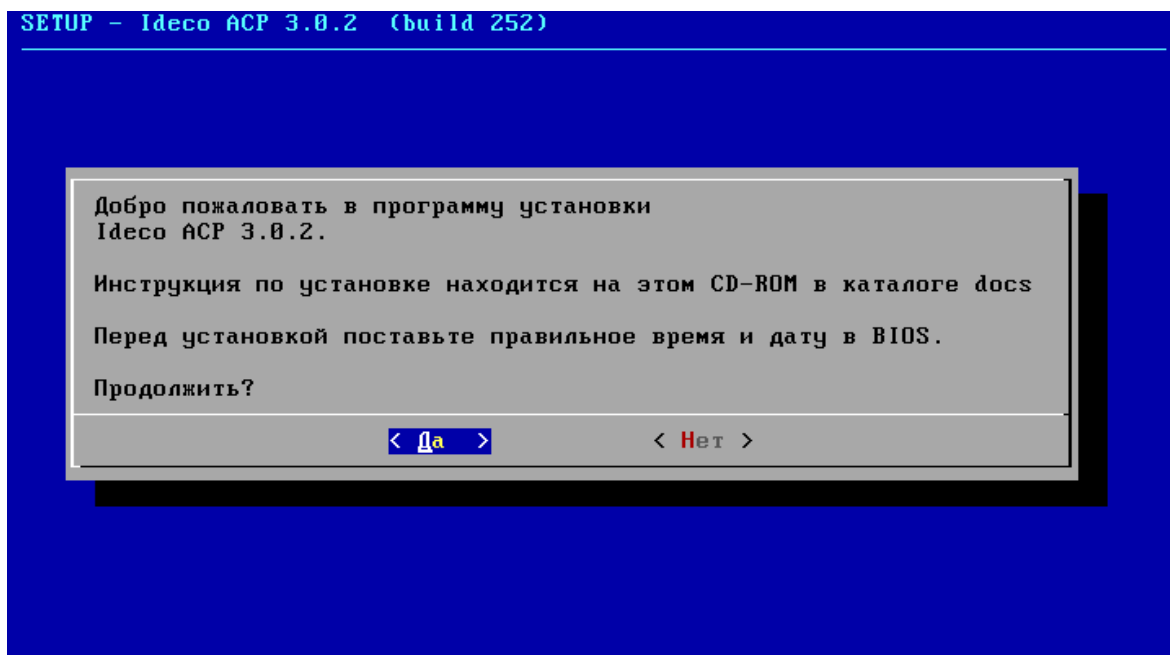 SETUP - Ideco ACP 3.0.2 (build 252)
Добро пожаловать в программу установки
Ideco ACP 3.0.2.
Инструкция по установке находится на этом CD-ROM в каталоге docs
Перед установкой поставьте правильное время и дату в BIOS.
Продолжить?
< Да > < Нет >